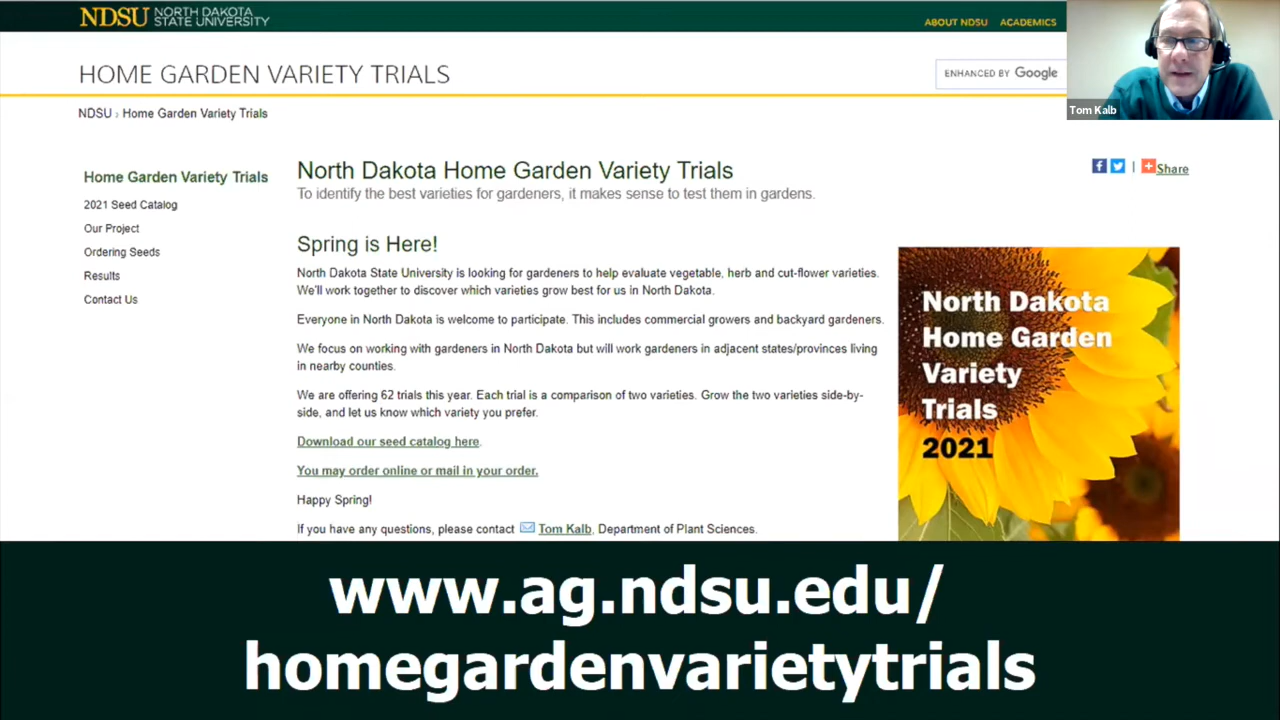 NDSU NORTH DAKOTA STATE UNIVERSITY
ABOUT NDSU ACADEMICS
HOME GARDEN VARIETY TRIALS
ENHANCED BY Google
Tom Kalb
NDSU › Home Garden Variety Trials
Home Garden Variety Trials
2021 Seed Catalog
Our Project
Ordering Seeds
Results
Contact Us
North Dakota Home Garden Variety Trials
To identify the best varieties for gardeners, it makes sense to test them in gardens.
| Share
Spring is Here!
North Dakota State University is looking for gardeners to help evaluate vegetable, herb and cut-flower varieties.
We'll work together to discover which varieties grow best for us in North Dakota.
Everyone in North Dakota is welcome to participate. This includes commercial growers and backyard gardeners.
We focus on working with gardeners in North Dakota but will work gardeners in adjacent states/provinces living
in nearby counties.
We are offering 62 trials this year. Each trial is a comparison of two varieties. Grow the two varieties side-by-
side, and let us know which variety you prefer.
Download our seed catalog here.
You may order online or mail in your order.
Happy Spring!
If you have any questions, please contact Tom Kalb, Department of Plant Sciences.
North Dakota
Home Garden
Variety
Trials
2021
www.ag.ndsu.edu/
homegardenvarietytrials